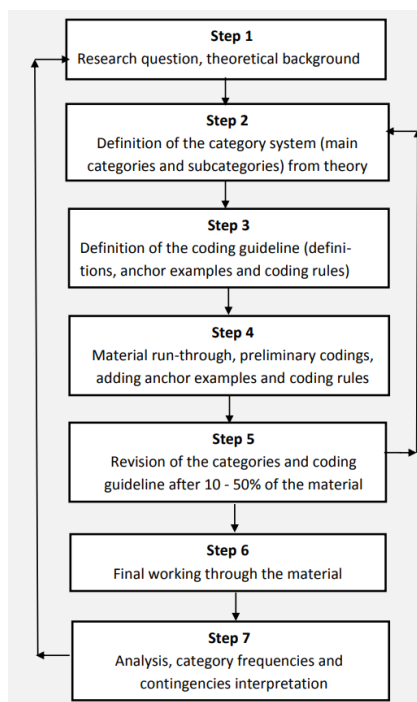 Step 1
Research question, theoretical background
Step 2
Definition of the category system (main
categories and subcategories) from theory
Step 3
Definition of the coding guideline (defini-
tions, anchor examples and coding rules)
Step 4
Material run-through, preliminary codings,
adding anchor examples and coding rules
Step 5
Revision of the categories and coding
guideline after 10 - 50% of the material
Step 6
Final working through the material
Step 7
Analysis, category frequencies and
contingencies interpretation